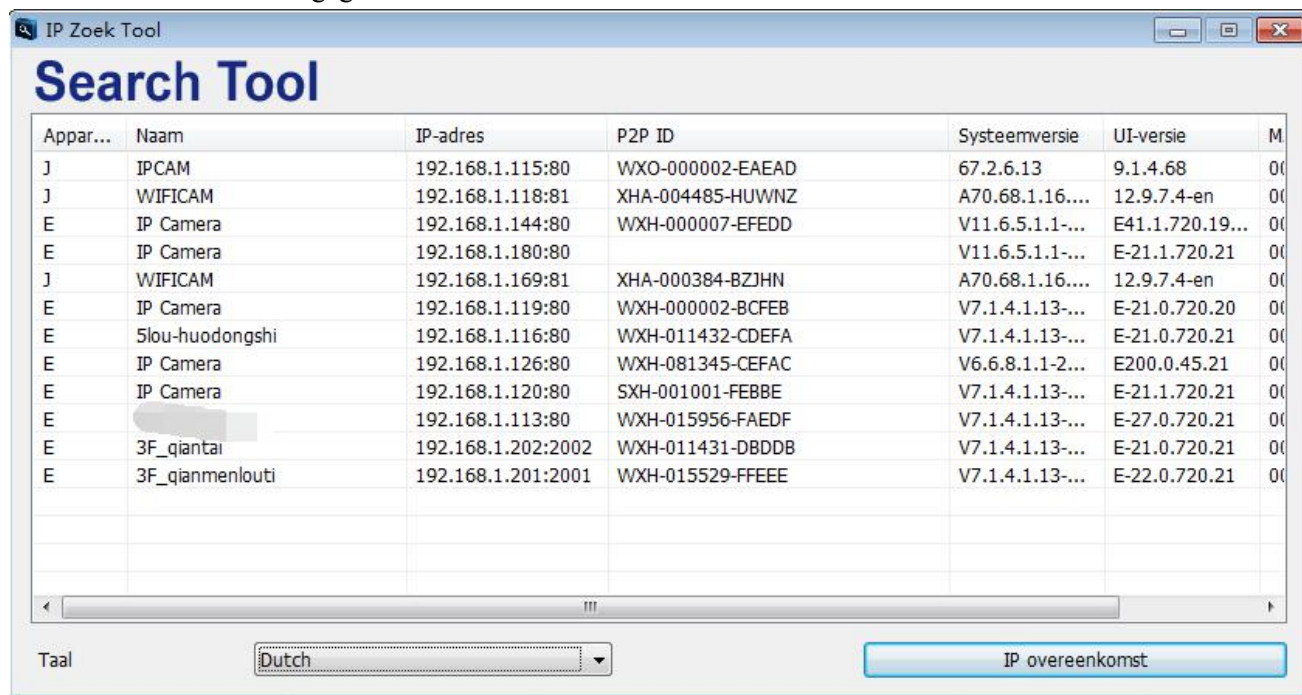 IP Zoek Tool
Search Tool
Appar... Naam IP-adres P2P ID Systeemversie UI-versie M
J IPCAM 192.168.1.115:80 WXO-000002-EAEAD 67.2.6.13 9.1.4.68 00
J WIFICAM 192.168.1.118:81 XHA-004485-HUWNZ A70.68.1.16.... 12.9.7.4-en 00
E IP Camera 192.168.1.144:80 WXH-000007-EFEDD V11.6.5.1.1-... E41.1.720.19... 00
E IP Camera 192.168.1.180:80 V11.6.5.1.1-... E-21.1.720.21 00
J WIFICAM 192.168.1.169:81 XHA-000384-BZJHN A70.68.1.16.... 12.9.7.4-en 00
E IP Camera 192.168.1.119:80 WXH-000002-BCFEB V7.1.4.1.13-... E-21.0.720.20 00
E 5lou-huodongshi 192.168.1.116:80 WXH-011432-CDEFA V7.1.4.1.13-... E-21.0.720.21 00
E IP Camera 192.168.1.126:80 WXH-081345-CEFAC V6.6.8.1.1-2... E200.0.45.21 00
E IP Camera 192.168.1.120:80 SXH-001001-FEBBE V7.1.4.1.13-... E-21.1.720.21 00
E 192.168.1.113:80 WXH-015956-FAEDF V7.1.4.1.13-... E-27.0.720.21 00
E 3F_qiantai 192.168.1.202:2002 WXH-011431-DBDDB V7.1.4.1.13-... E-21.0.720.21 00
E 3F_qianmenlouti 192.168.1.201:2001 WXH-015529-FFEEE V7.1.4.1.13-... E-22.0.720.21 00
Taal Dutch IP overeenkomst